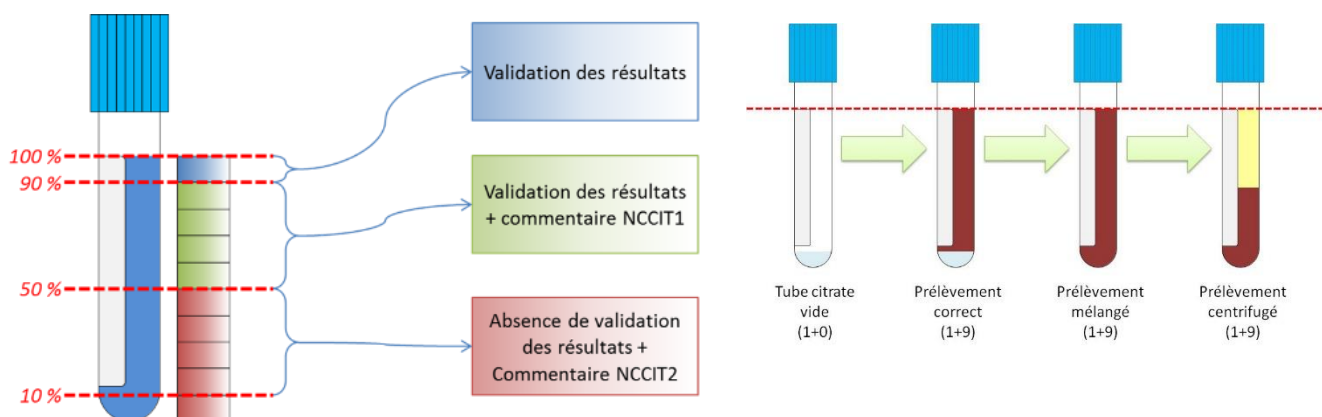 100 %
90 %
50 %
10 %
Validation des résultats
Validation des résultats
+ commentaire NCCIT1
Absence de validation
des résultats +
Commentaire NCCIT2
Tube citrate
vide
(1+0)
Prélèvement
correct
(1+9)
Prélèvement
mélangé
(1+9)
Prélèvement
centrifugé
(1+9)